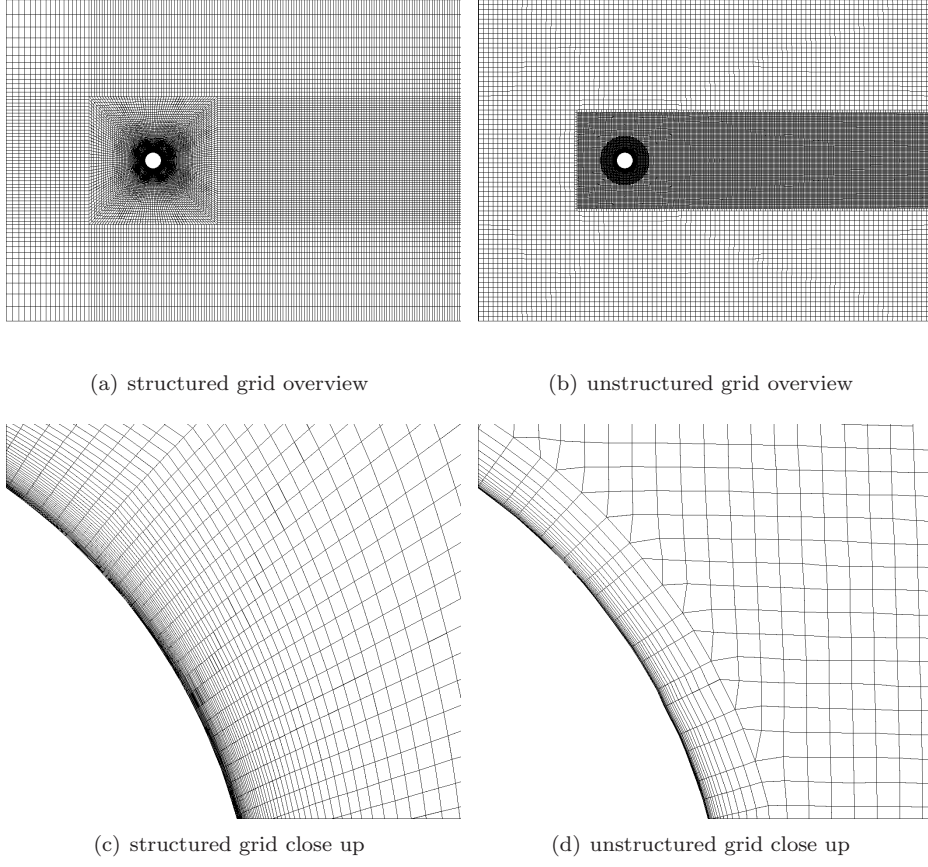 (a) structured grid overview
(b) unstructured grid overview
(c) structured grid close up
(d) unstructured grid close up